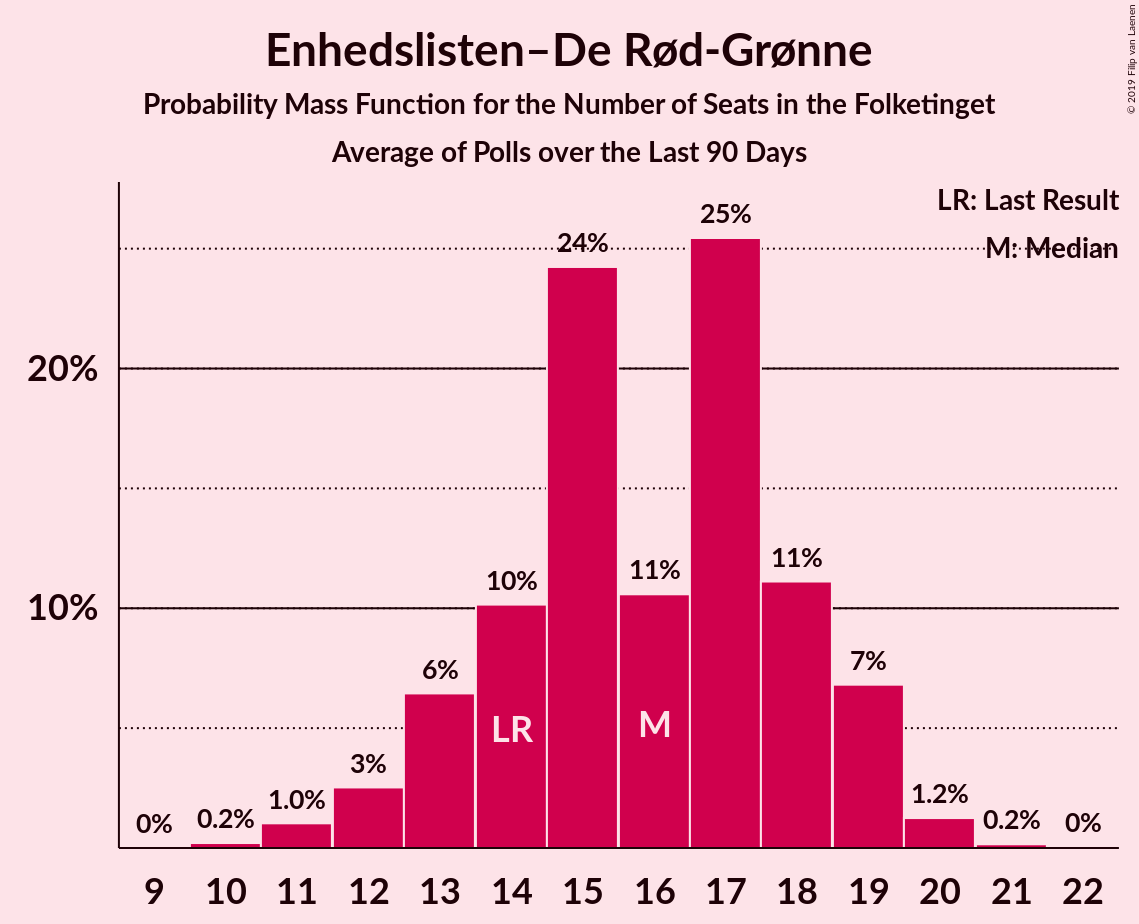 Enhedslisten–De Rød-Grønne
Probability Mass Function for the Number of Seats in the Folketinget
Average of Polls over the Last 90 Days
© 2019 Filip van Laenen
LR: Last Result
M: Median
25%
24%
20%
11%
11%
10%
10%
7%
6%
LR
M
3%
1.2%
1.0%
0.2%
0.2%
0%
0%
9 10 11 12 13 14 15 16 17 18 19 20 21 22